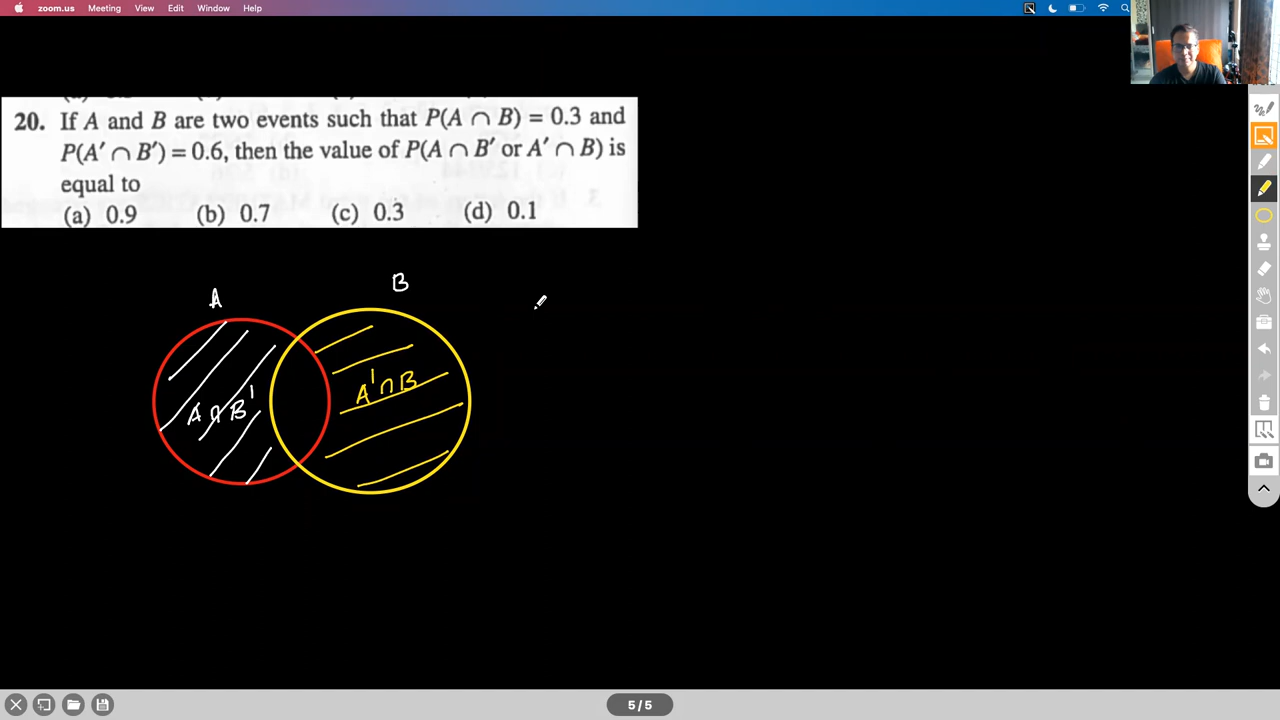 zoom.us Meeting View Edit Window Help
20. If A and B are two events such that P(A ∩ B) = 0.3 and
P(A′ ∩ B′) = 0.6, then the value of P(A ∩ B′ or A′ ∩ B) is
equal to
(a) 0.9 (b) 0.7 (c) 0.3 (d) 0.1
A B
A ∩ B' A' ∩ B
5 / 5